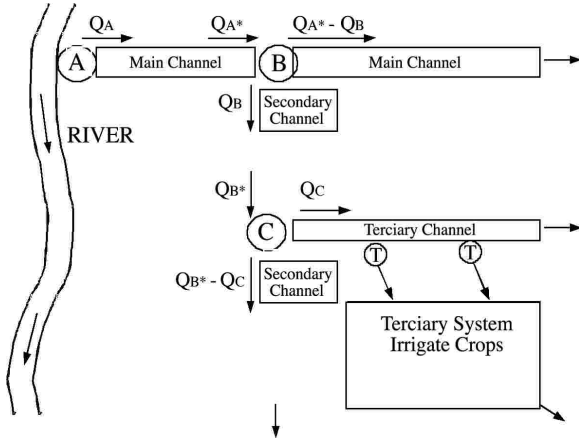 QA
QA*
QA* - QB
A
Main Channel
B
Main Channel
QB
Secondary
Channel
RIVER
QB*
QC
C
Terciary Channel
T
T
QB* - QC
Secondary
Channel
Terciary System
Irrigate Crops